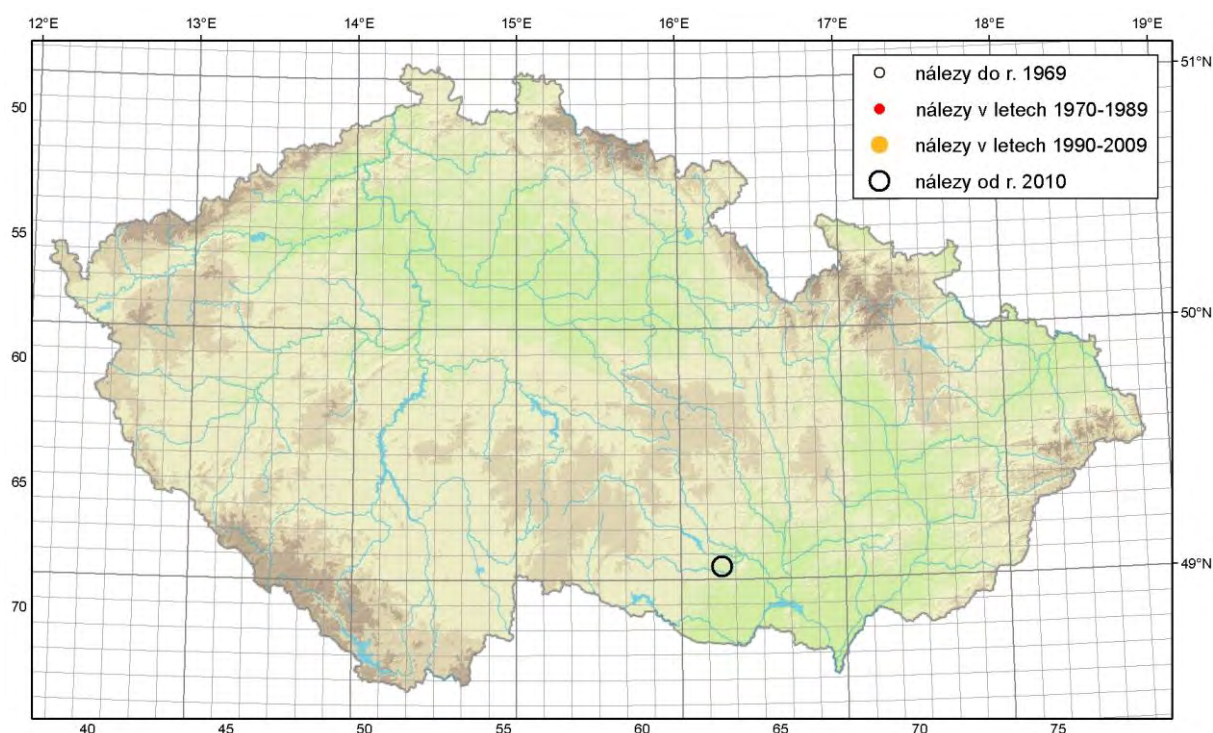 12°E 13°E 14°E 15°E 16°E 17°E 18°E 19°E
nálezy do r. 1969
nálezy v letech 1970-1989
nálezy v letech 1990-2009
nálezy od r. 2010
51°N
50
55
50°N
60
65
49°N
70
40 45 50 55 60 65 70 75